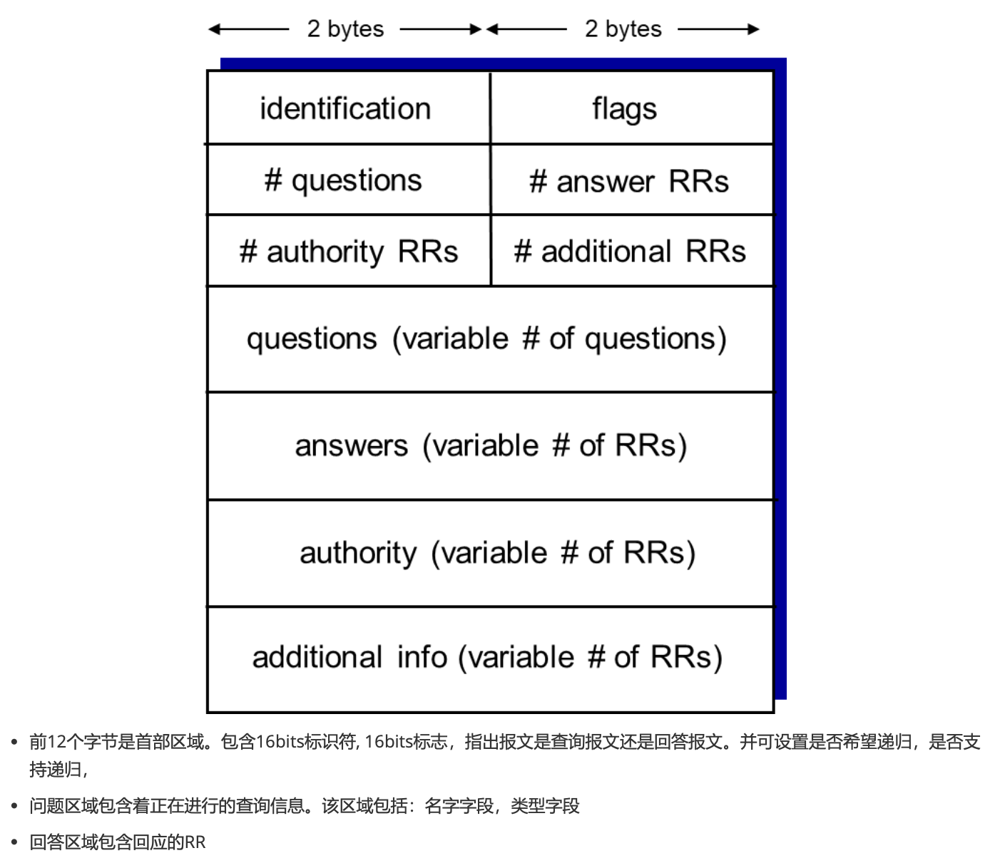 2 bytes 2 bytes
identification flags
# questions # answer RRs
# authority RRs # additional RRs
questions (variable # of questions)
answers (variable # of RRs)
authority (variable # of RRs)
additional info (variable # of RRs)
前12个字节是首部区域。包含16bits标识符, 16bits标志，指出报文是查询报文还是回答报文。并可设置是否希望递归，是否支
持递归，
问题区域包含着正在进行的查询信息。该区域包括：名字字段，类型字段
回答区域包含回应的RR